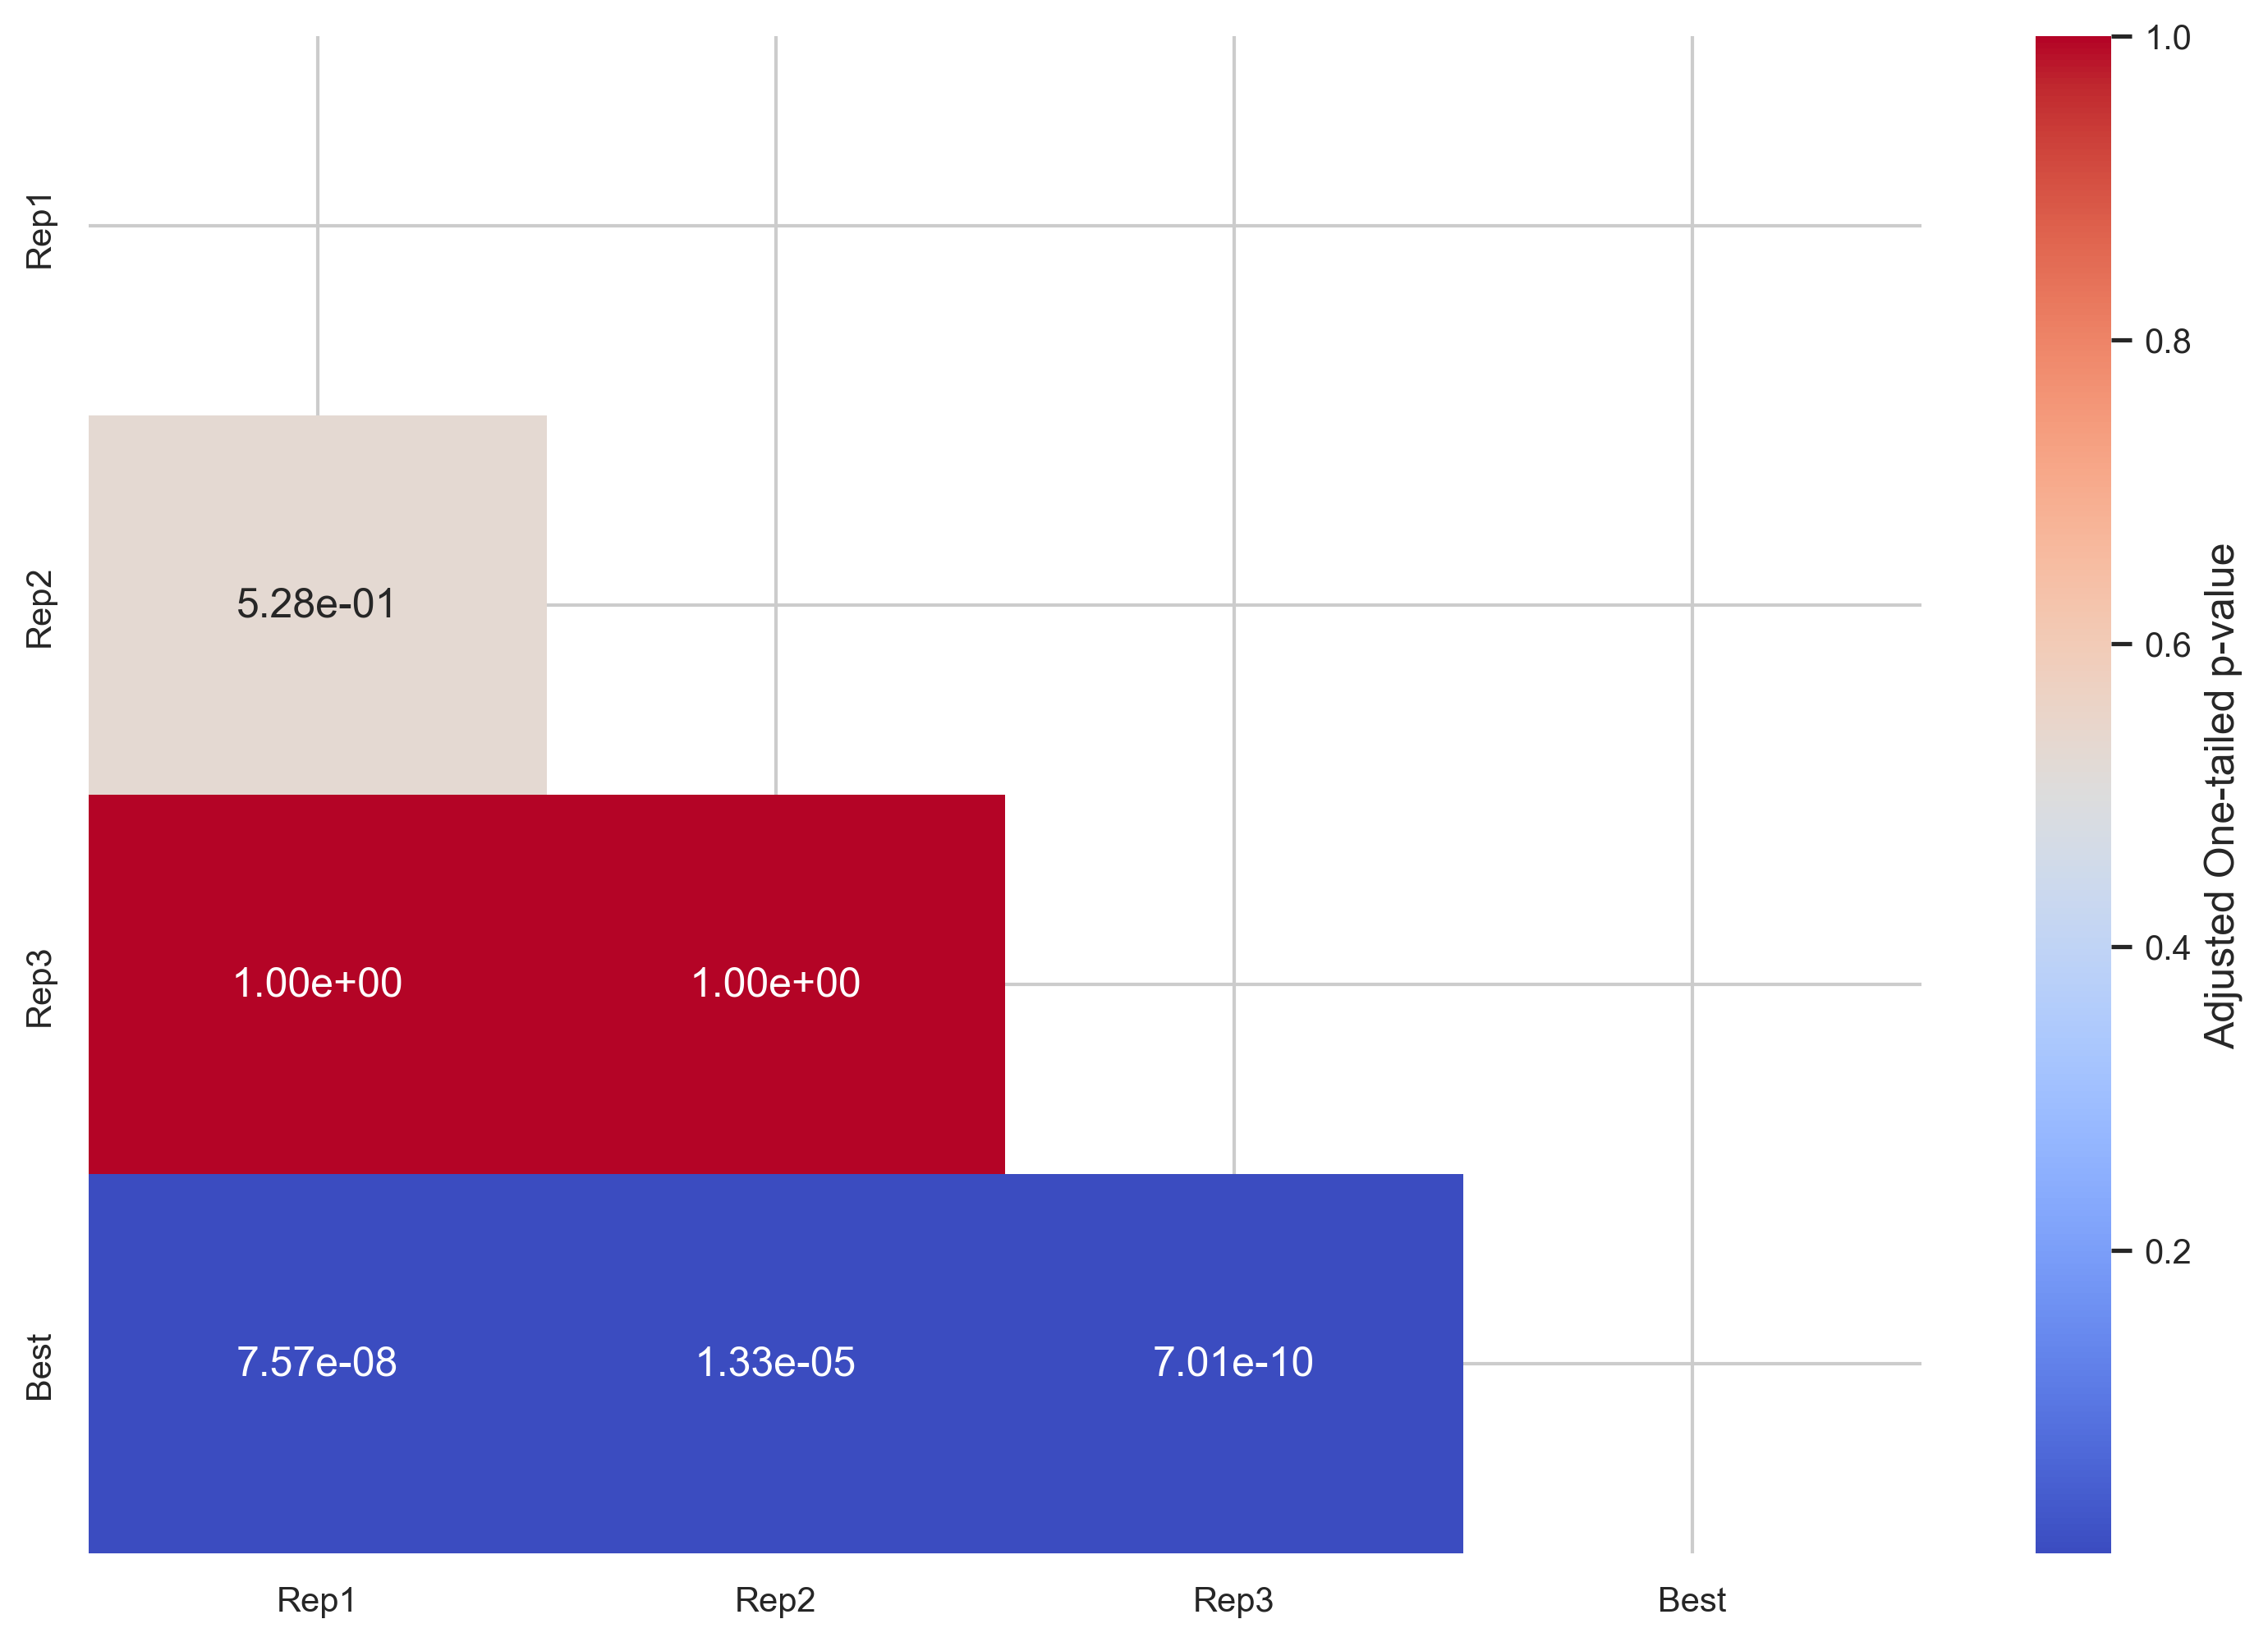 1.0
Rep1
0.8
Rep2
5.28e-01
0.6
Adjusted One-tailed p-value
Rep3
1.00e+00
1.00e+00
0.4
0.2
Best
7.57e-08
1.33e-05
7.01e-10
Rep1
Rep2
Rep3
Best